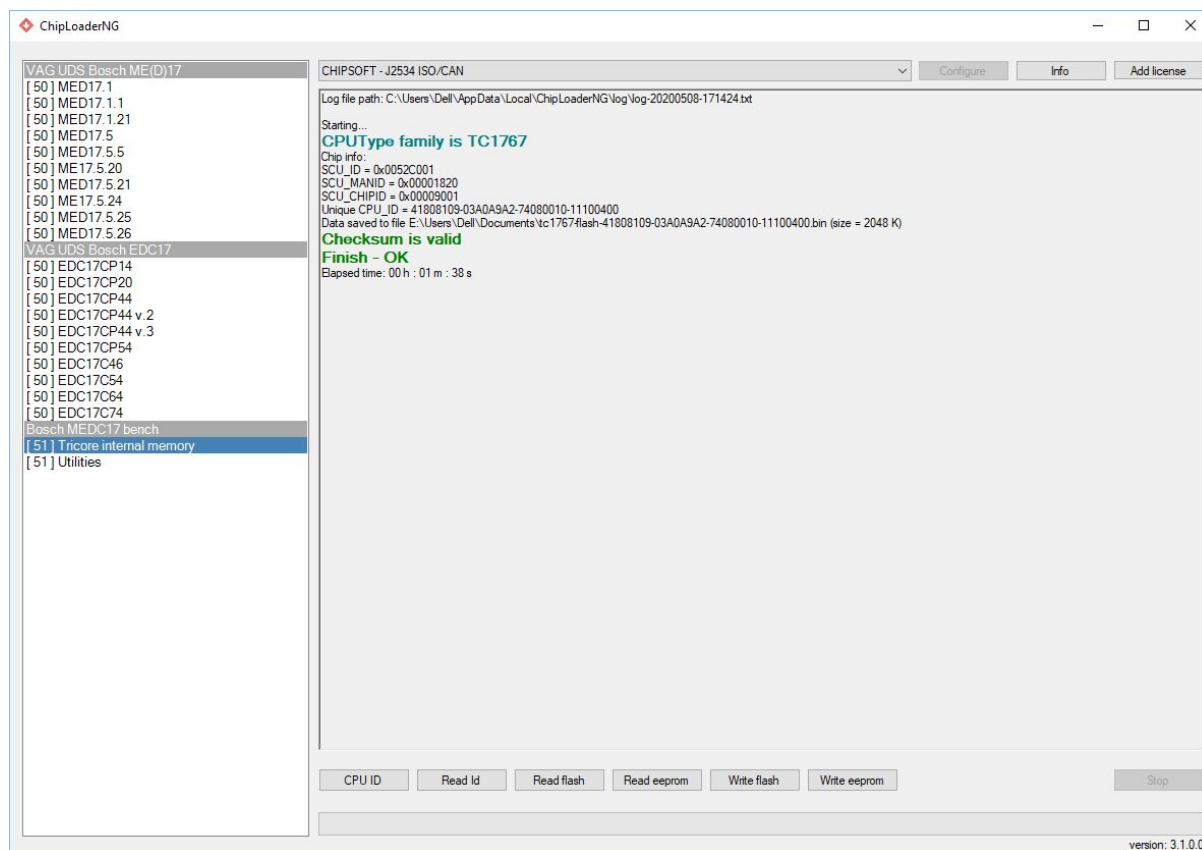 ChipLoaderNG
VAG UDS Bosch ME(D)17
[ 50 ] MED17.1
[ 50 ] MED17.1.1
[ 50 ] MED17.1.21
[ 50 ] MED17.5
[ 50 ] MED17.5.5
[ 50 ] ME17.5.20
[ 50 ] MED17.5.21
[ 50 ] ME17.5.24
[ 50 ] MED17.5.25
[ 50 ] MED17.5.26
VAG UDS Bosch EDC17
[ 50 ] EDC17CP14
[ 50 ] EDC17CP20
[ 50 ] EDC17CP44
[ 50 ] EDC17CP44 v.2
[ 50 ] EDC17CP44 v.3
[ 50 ] EDC17CP54
[ 50 ] EDC17C46
[ 50 ] EDC17C54
[ 50 ] EDC17C64
[ 50 ] EDC17C74
Bosch MEDC17 bench
[ 51 ] Tricore internal memory
[ 51 ] Utilities
CHIPSOFT - J2534 ISO/CAN
Configure
Info
Add license
Log file path: C:\Users\Dell\AppData\Local\ChipLoaderNG\log\log-20200508-171424.txt
Starting...
CPUType family is TC1767
Chip info:
SCU_ID = 0x0052C001
SCU_MANID = 0x00001820
SCU_CHIPID = 0x00009001
Unique CPU_ID = 41808109-03A0A9A2-74080010-11100400
Data saved to file E:\Users\Dell\Documents\tc1767-flash-41808109-03A0A9A2-74080010-11100400.bin (size = 2048 K)
Checksum is valid
Finish - OK
Elapsed time: 00 h : 01 m : 38 s
CPU ID
Read Id
Read flash
Read eeprom
Write flash
Write eeprom
Stop
version: 3.1.0.0